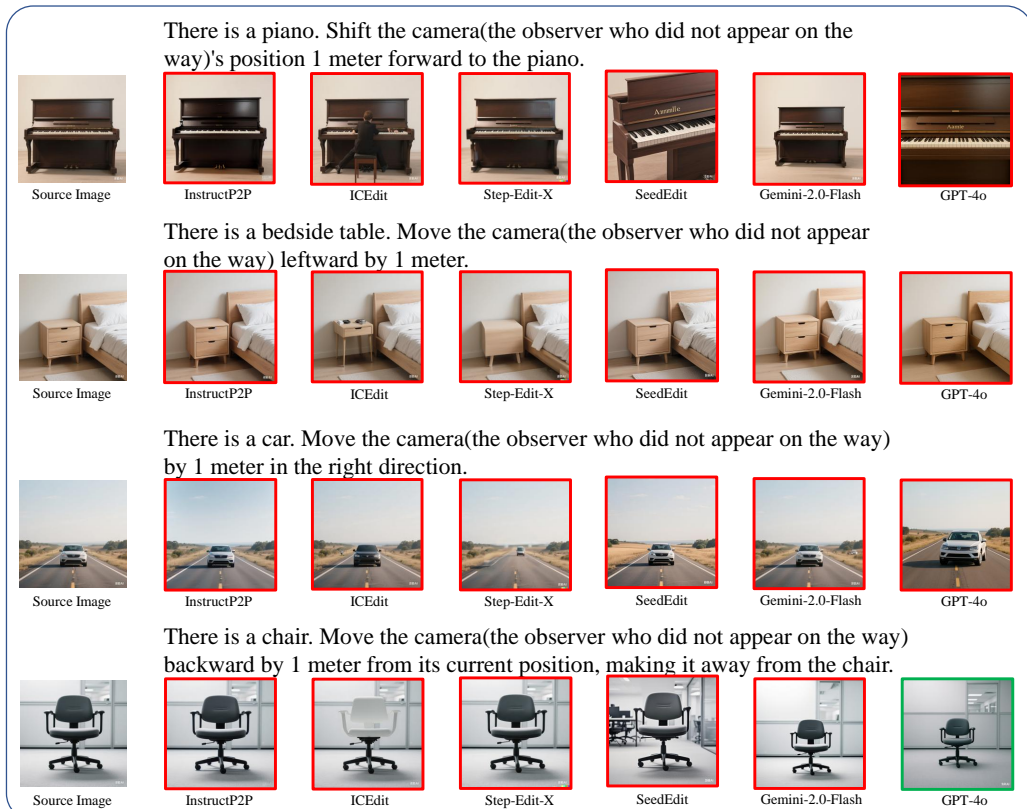 There is a piano. Shift the camera(the observer who did not appear on the
way)'s position 1 meter forward to the piano.
Source Image
InstructP2P
ICEdit
Step-Edit-X
SeedEdit
Gemini-2.0-Flash
GPT-4o
There is a bedside table. Move the camera(the observer who did not appear
on the way) leftward by 1 meter.
Source Image
InstructP2P
ICEdit
Step-Edit-X
SeedEdit
Gemini-2.0-Flash
GPT-4o
There is a car. Move the camera(the observer who did not appear on the way)
by 1 meter in the right direction.
Source Image
InstructP2P
ICEdit
Step-Edit-X
SeedEdit
Gemini-2.0-Flash
GPT-4o
There is a chair. Move the camera(the observer who did not appear on the way)
backward by 1 meter from its current position, making it away from the chair.
Source Image
InstructP2P
ICEdit
Step-Edit-X
SeedEdit
Gemini-2.0-Flash
GPT-4o